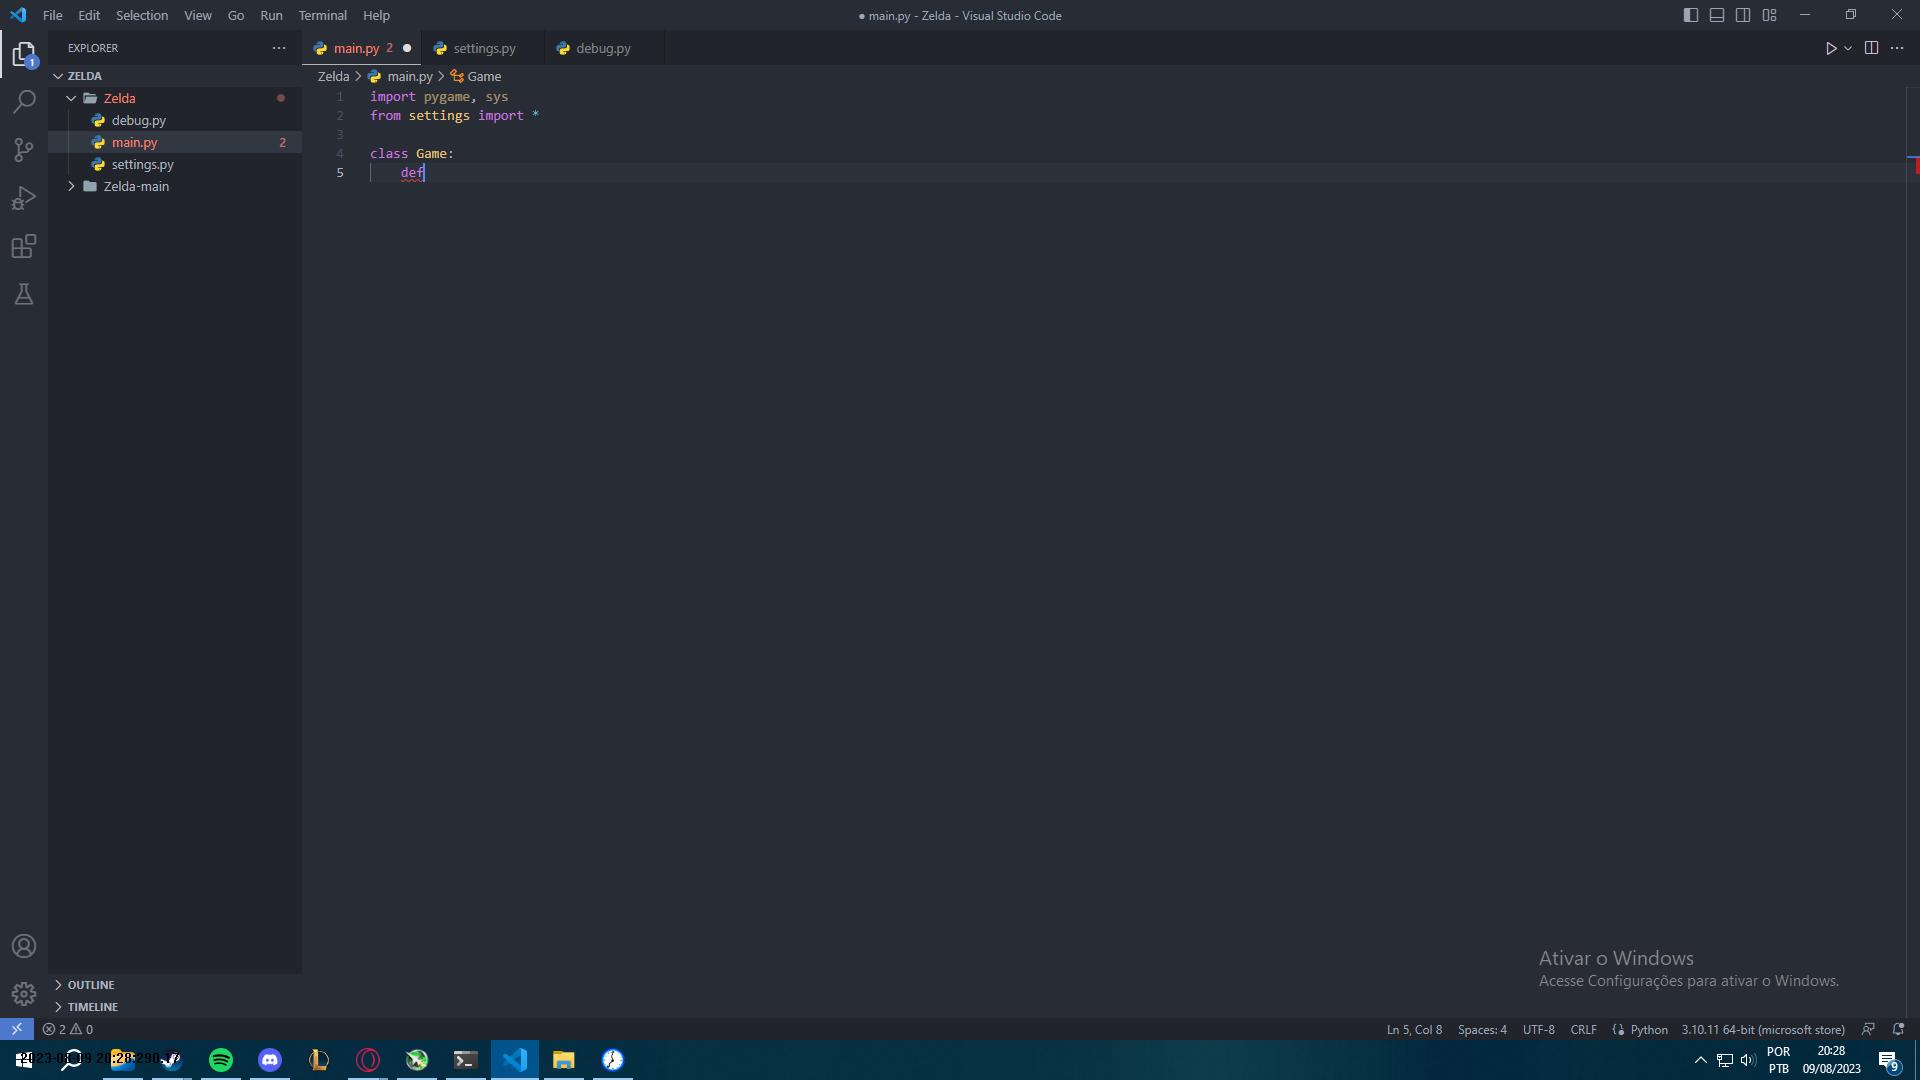 File Edit Selection View Go Run Terminal Help
● main.py - Zelda - Visual Studio Code
EXPLORER
main.py 2
settings.py
debug.py
1
ZELDA
Zelda > main.py > Game
Zelda
debug.py
main.py 2
settings.py
Zelda-main
1 import pygame, sys
2 from settings import *
3
4 class Game:
5 def
Ativar o Windows
Acesse Configurações para ativar o Windows.
OUTLINE
TIMELINE
2 0
Ln 5, Col 8 Spaces: 4 UTF-8 CRLF Python 3.10.11 64-bit (microsoft store)
POR
PTB
20:28
09/08/2023
9